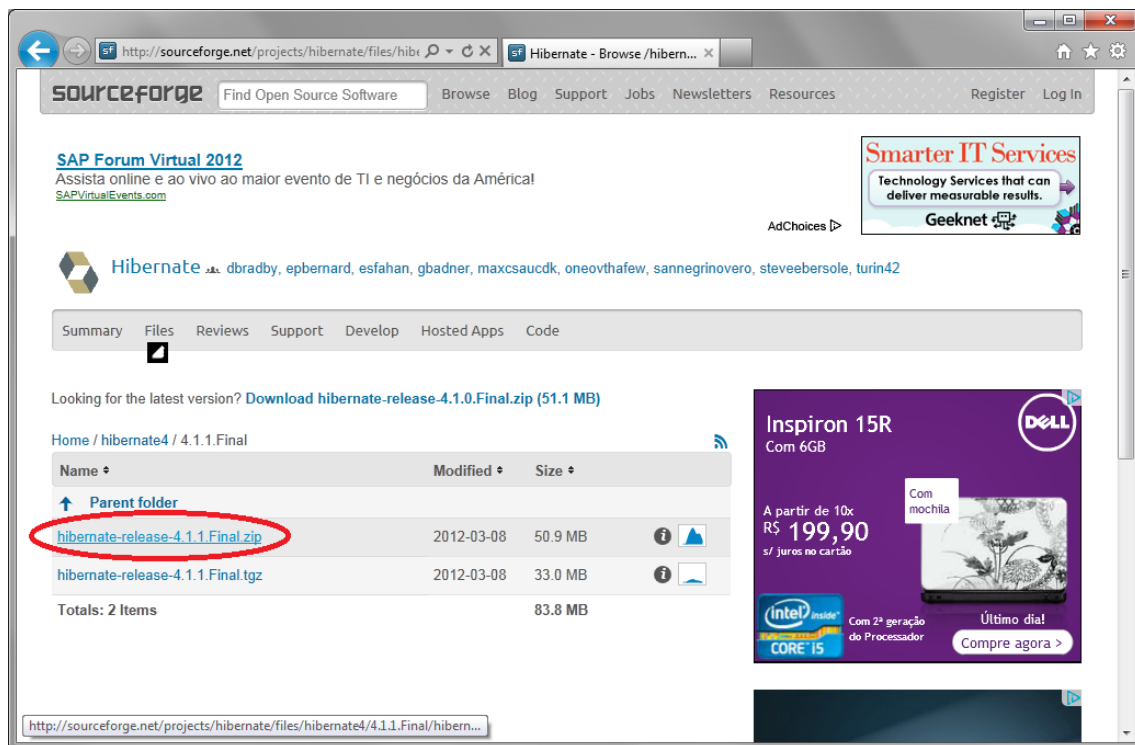 http://sourceforge.net/projects/hibernate/files/hibe
Hibernate - Browse /hibern...
sourceforge Find Open Source Software Browse Blog Support Jobs Newsletters Resources Register Log In
SAP Forum Virtual 2012
Assista online e ao vivo ao maior evento de TI e negócios da América!
SAPVirtualEvents.com
AdChoices
Smarter IT Services
Technology Services that can
deliver measurable results.
Geeknet
Hibernate dbradby, epbernard, esfahan, gbadner, maxcsaucdk, oneovthafew, sannegrinovero, steveebersole, turin42
Summary Files Reviews Support Develop Hosted Apps Code
Looking for the latest version? Download hibernate-release-4.1.0.Final.zip (51.1 MB)
Home / hibernate4 / 4.1.1.Final
Name Modified Size
Parent folder
hibernate-release-4.1.1.Final.zip 2012-03-08 50.9 MB
hibernate-release-4.1.1.Final.tgz 2012-03-08 33.0 MB
Totals: 2 Items 83.8 MB
Inspiron 15R
Com 6GB
DELL
Com
mochila
A partir de 10x
R$ 199,90
s/ juros no cartão
intel inside
CORE i5
Com 2ª geração
do Processador
Último dia!
Compre agora >
http://sourceforge.net/projects/hibernate/files/hibernate4/4.1.1.Final/hibern...